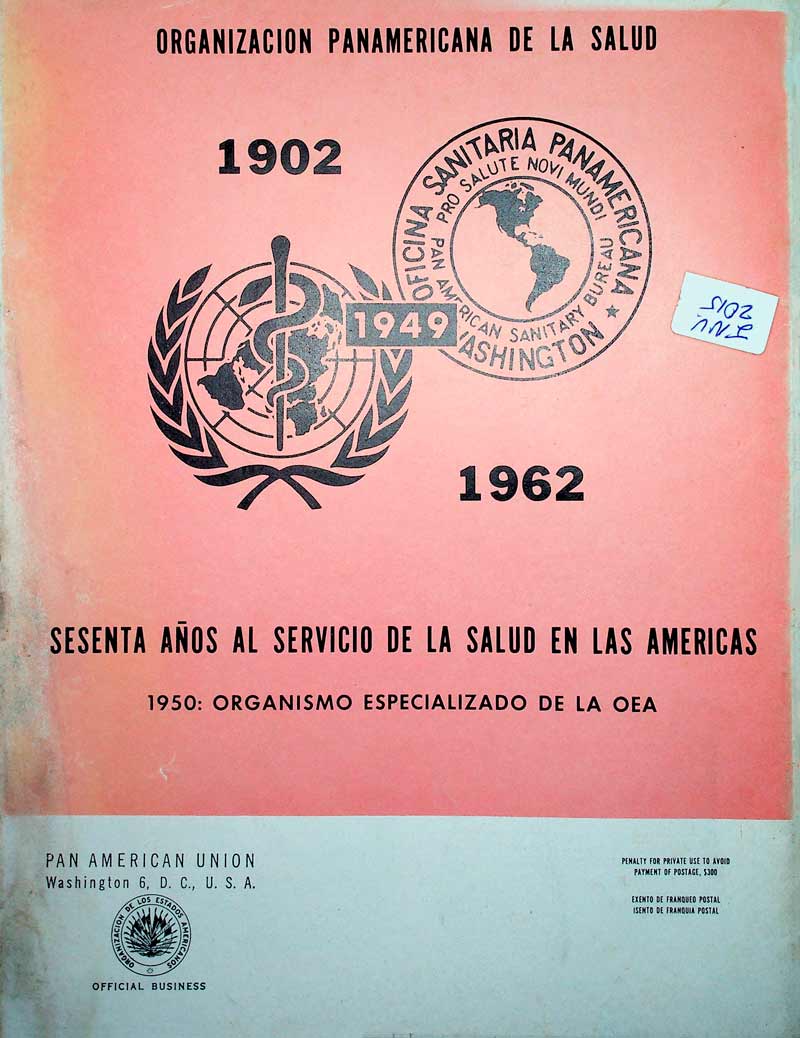 ORGANIZACION PANAMERICANA DE LA SALUD
1902
OFICINA SANITARIA PANAMERICANA
PRO SALUTE NOVI MUNDI
PAN AMERICAN SANITARY BUREAU
★ WASHINGTON
1949
INV
2015
1962
SESENTA AÑOS AL SERVICIO DE LA SALUD EN LAS AMERICAS
1950: ORGANISMO ESPECIALIZADO DE LA OEA
PAN AMERICAN UNION
Washington 6, D. C., U. S. A.
ORGANIZACION DE LOS ESTADOS AMERICANOS
OFFICIAL BUSINESS
PENALTY FOR PRIVATE USE TO AVOID
PAYMENT OF POSTAGE, $300
EXENTO DE FRANQUEO POSTAL
ISENTO DE FRANQUIA POSTAL